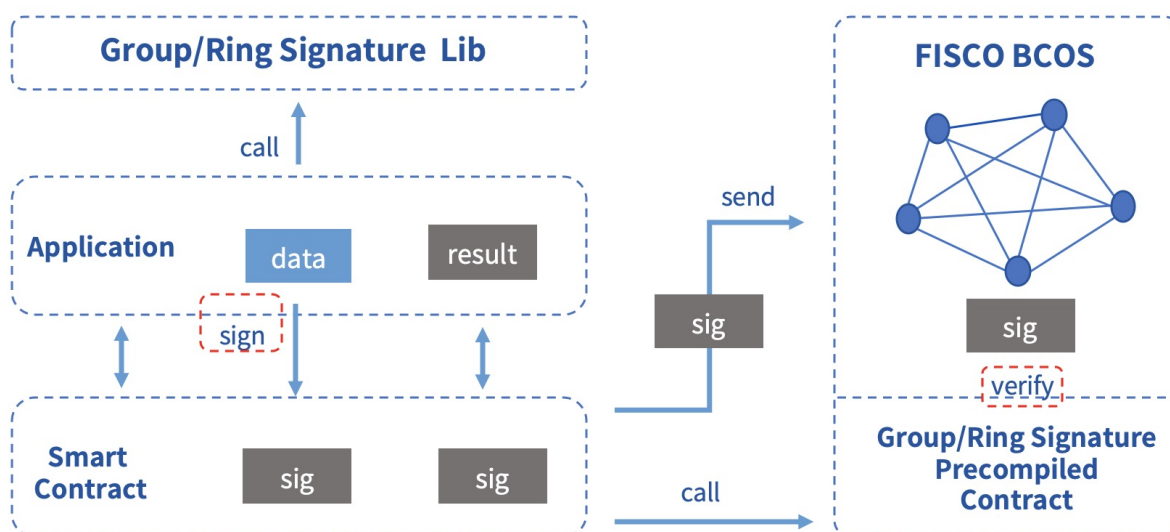 Group/Ring Signature Lib
call
Application
data
result
sign
Smart
Contract
sig
sig
send
sig
call
FISCO BCOS
sig
verify
Group/Ring Signature
Precompiled
Contract